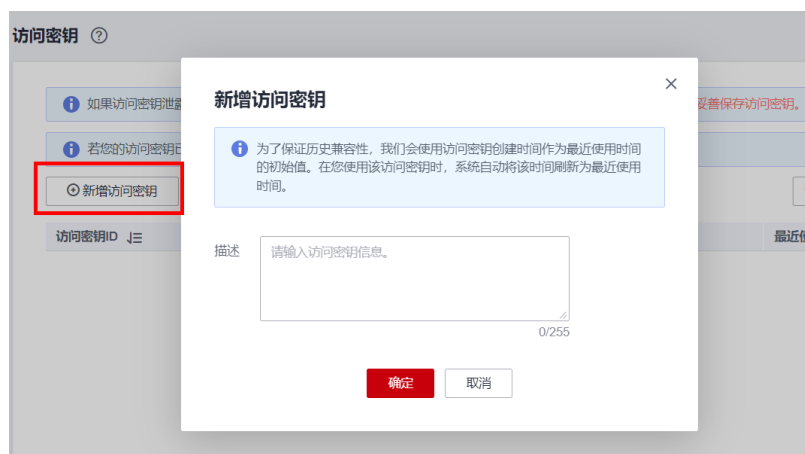 访问密钥
如果访问密钥泄露
妥善保存访问密钥。
若您的访问密钥已
新增访问密钥
访问密钥ID
最近使
新增访问密钥
为了保证历史兼容性，我们会使用访问密钥创建时间作为最近使用时间
的初始值。在您使用该访问密钥时，系统自动将该时间刷新为最近使用
时间。
描述
请输入访问密钥信息。
0/255
确定 取消